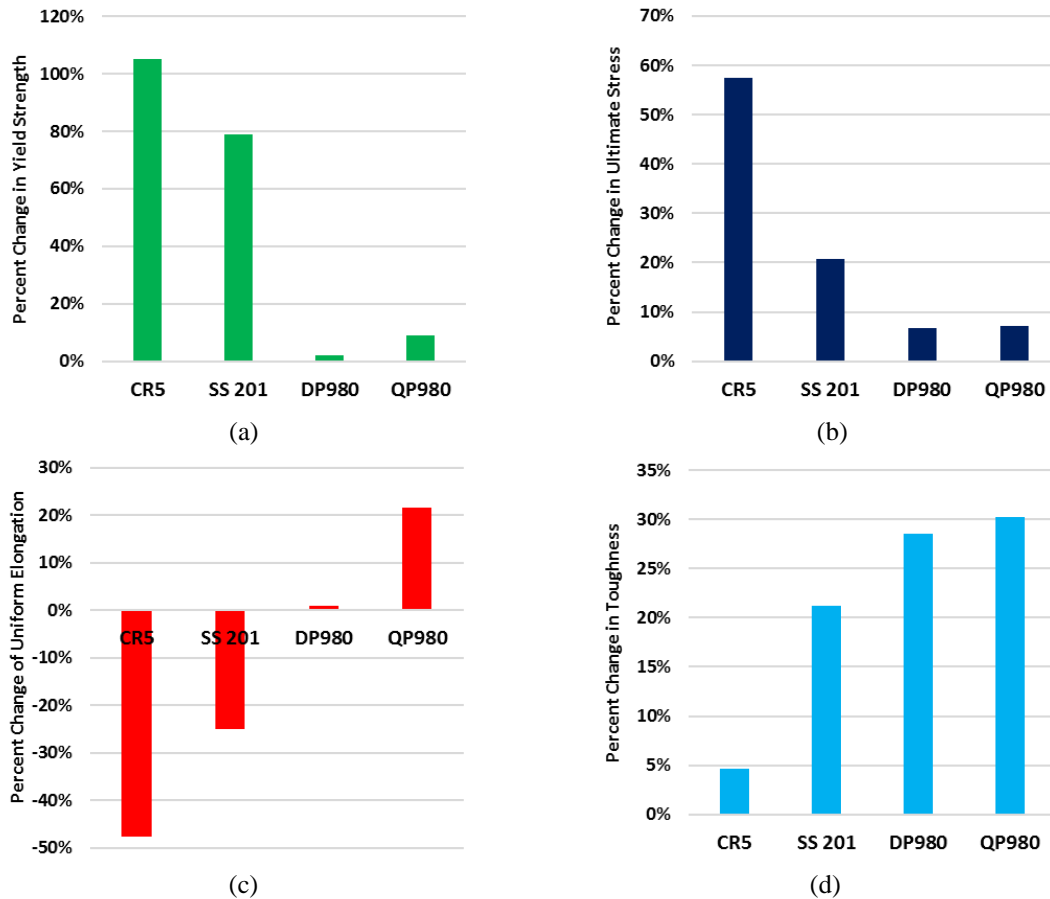 Percent Change in Yield Strength
120%
100%
80%
60%
40%
20%
0%
CR5 SS 201 DP980 QP980
(a)
Percent Change in Ultimate Stress
70%
60%
50%
40%
30%
20%
10%
0%
CR5 SS 201 DP980 QP980
(b)
Percent Change of Uniform Elongation
30%
20%
10%
0%
-10%
-20%
-30%
-40%
-50%
CR5 SS 201 DP980 QP980
(c)
Percent Change in Toughness
35%
30%
25%
20%
15%
10%
5%
0%
CR5 SS 201 DP980 QP980
(d)